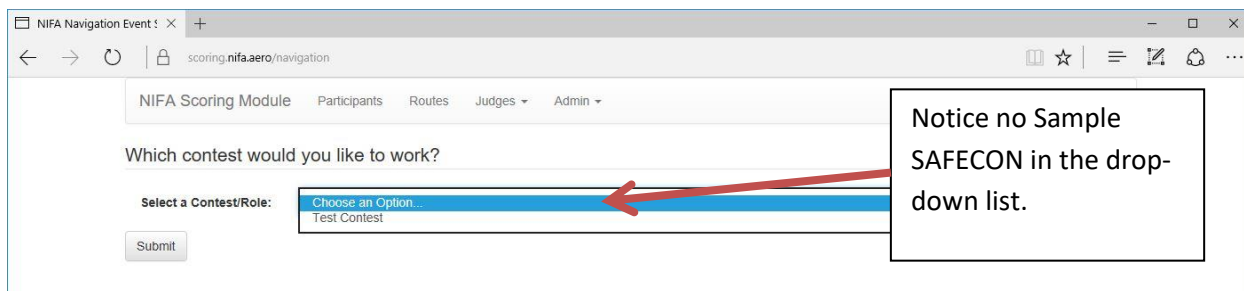 NIFA Navigation Event S
scoring.nifa.aero/navigation
NIFA Scoring Module Participants Routes Judges Admin
Which contest would you like to work?
Select a Contest/Role: Choose an Option...
Test Contest
Submit
Notice no Sample
SAFECON in the drop-
down list.